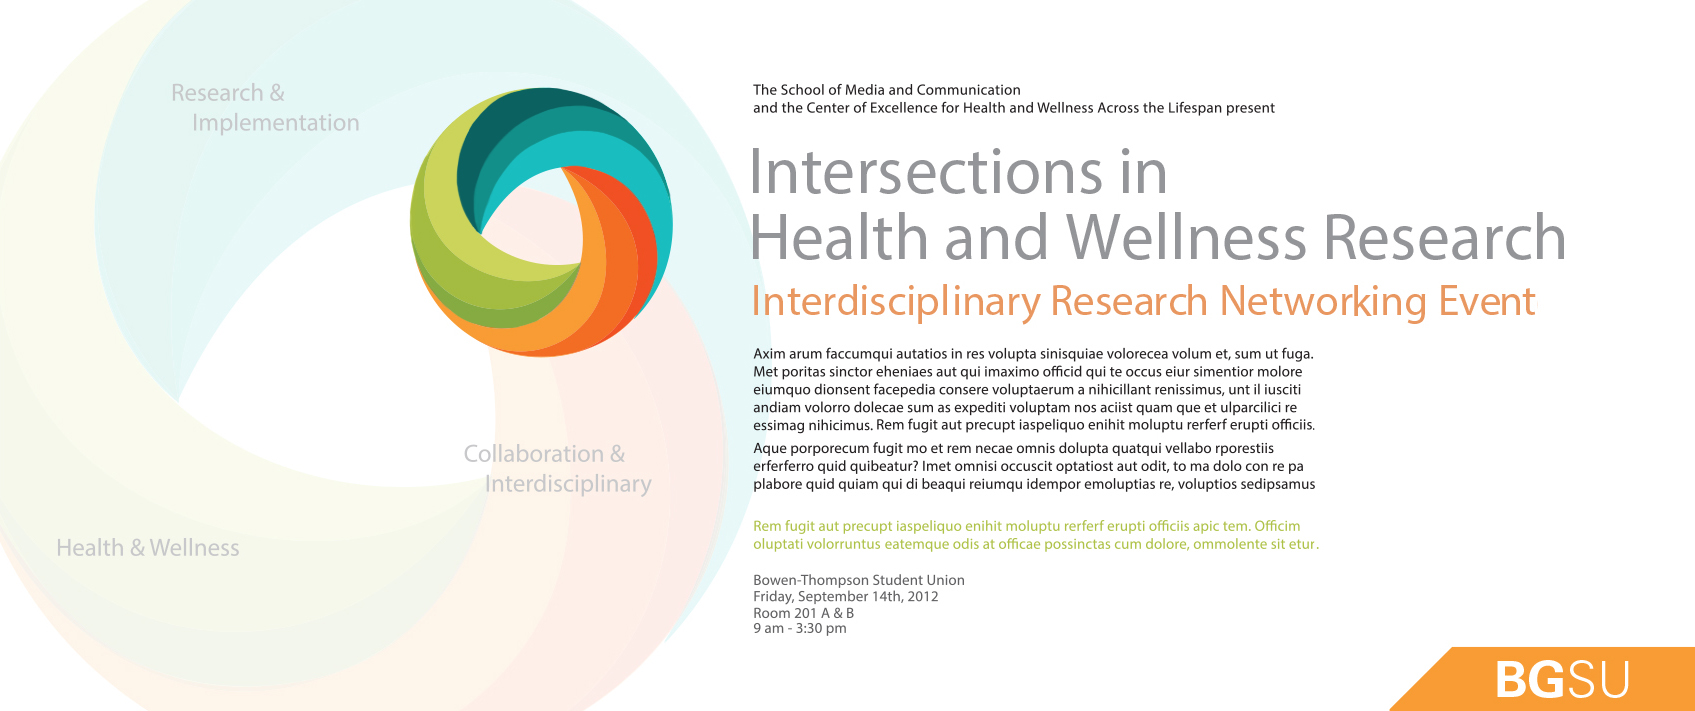 Research &
Implementation
Collaboration &
Interdisciplinary
Health & Wellness
The School of Media and Communication
and the Center of Excellence for Health and Wellness Across the Lifespan present
Intersections in
Health and Wellness Research
Interdisciplinary Research Networking Event
Axim arum faccumqui autatios in res volupta sinisquiae volorecea volum et, sum ut fuga.
Met poritas sinctor eheniaes aut qui imaximo officid qui te occus eiur simentior molore
eiumquo dionsent facepedia consere voluptaerum a nihicillant renissimus, unt il iusciti
andiam volorro dolecae sum as expediti voluptam nos aciist quam que et ulparcilici re
essimag nihicimus. Rem fugit aut precupt iaspeliquo enihit moluptu rerferf erupti officiis.
Aque porporecum fugit mo et rem necae omnis dolupta quatqui vellabo rporestiis
erferferro quid quibeatur? Imet omnisi occuscit optatiost aut odit, to ma dolo con re pa
plabore quid quiam qui di beaqui reiumqu idempor emoluptias re, voluptios sedipsamus
Rem fugit aut precupt iaspeliquo enihit moluptu rerferf erupti officiis apic tem. Officim
oluptati volorruntus eatemque odis at officae possinctas cum dolore, ommolente sit etur.
Bowen-Thompson Student Union
Friday, September 14th, 2012
Room 201 A & B
9 am - 3:30 pm
BGSU